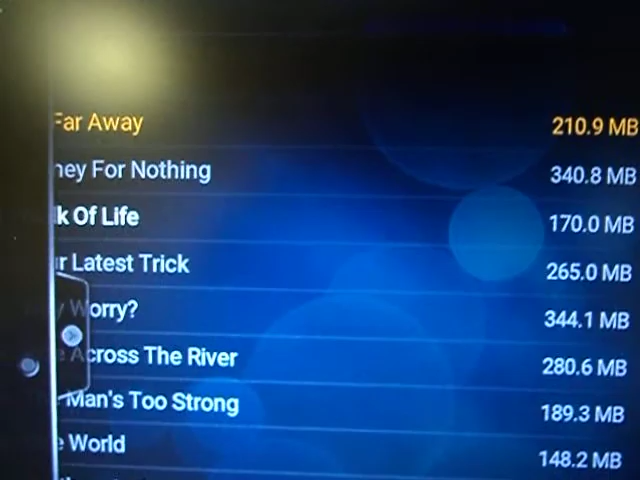 Far Away 210.9 MB
ney For Nothing 340.8 MB
k Of Life 170.0 MB
ur Latest Trick 265.0 MB
y Worry? 344.1 MB
e Across The River 280.6 MB
Man's Too Strong 189.3 MB
e World 148.2 MB